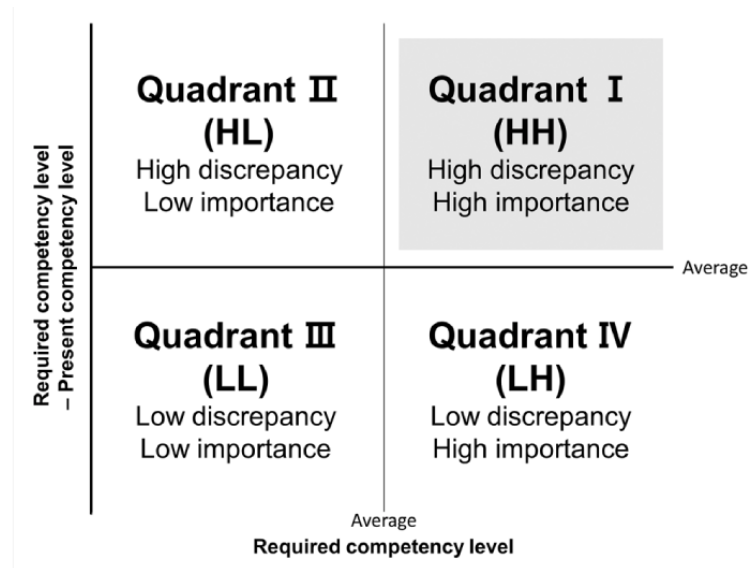 Quadrant Ⅱ
(HL)
High discrepancy
Low importance
Quadrant Ⅰ
(HH)
High discrepancy
High importance
Required competency level
– Present competency level
Average
Quadrant Ⅲ
(LL)
Low discrepancy
Low importance
Quadrant Ⅳ
(LH)
Low discrepancy
High importance
Average
Required competency level